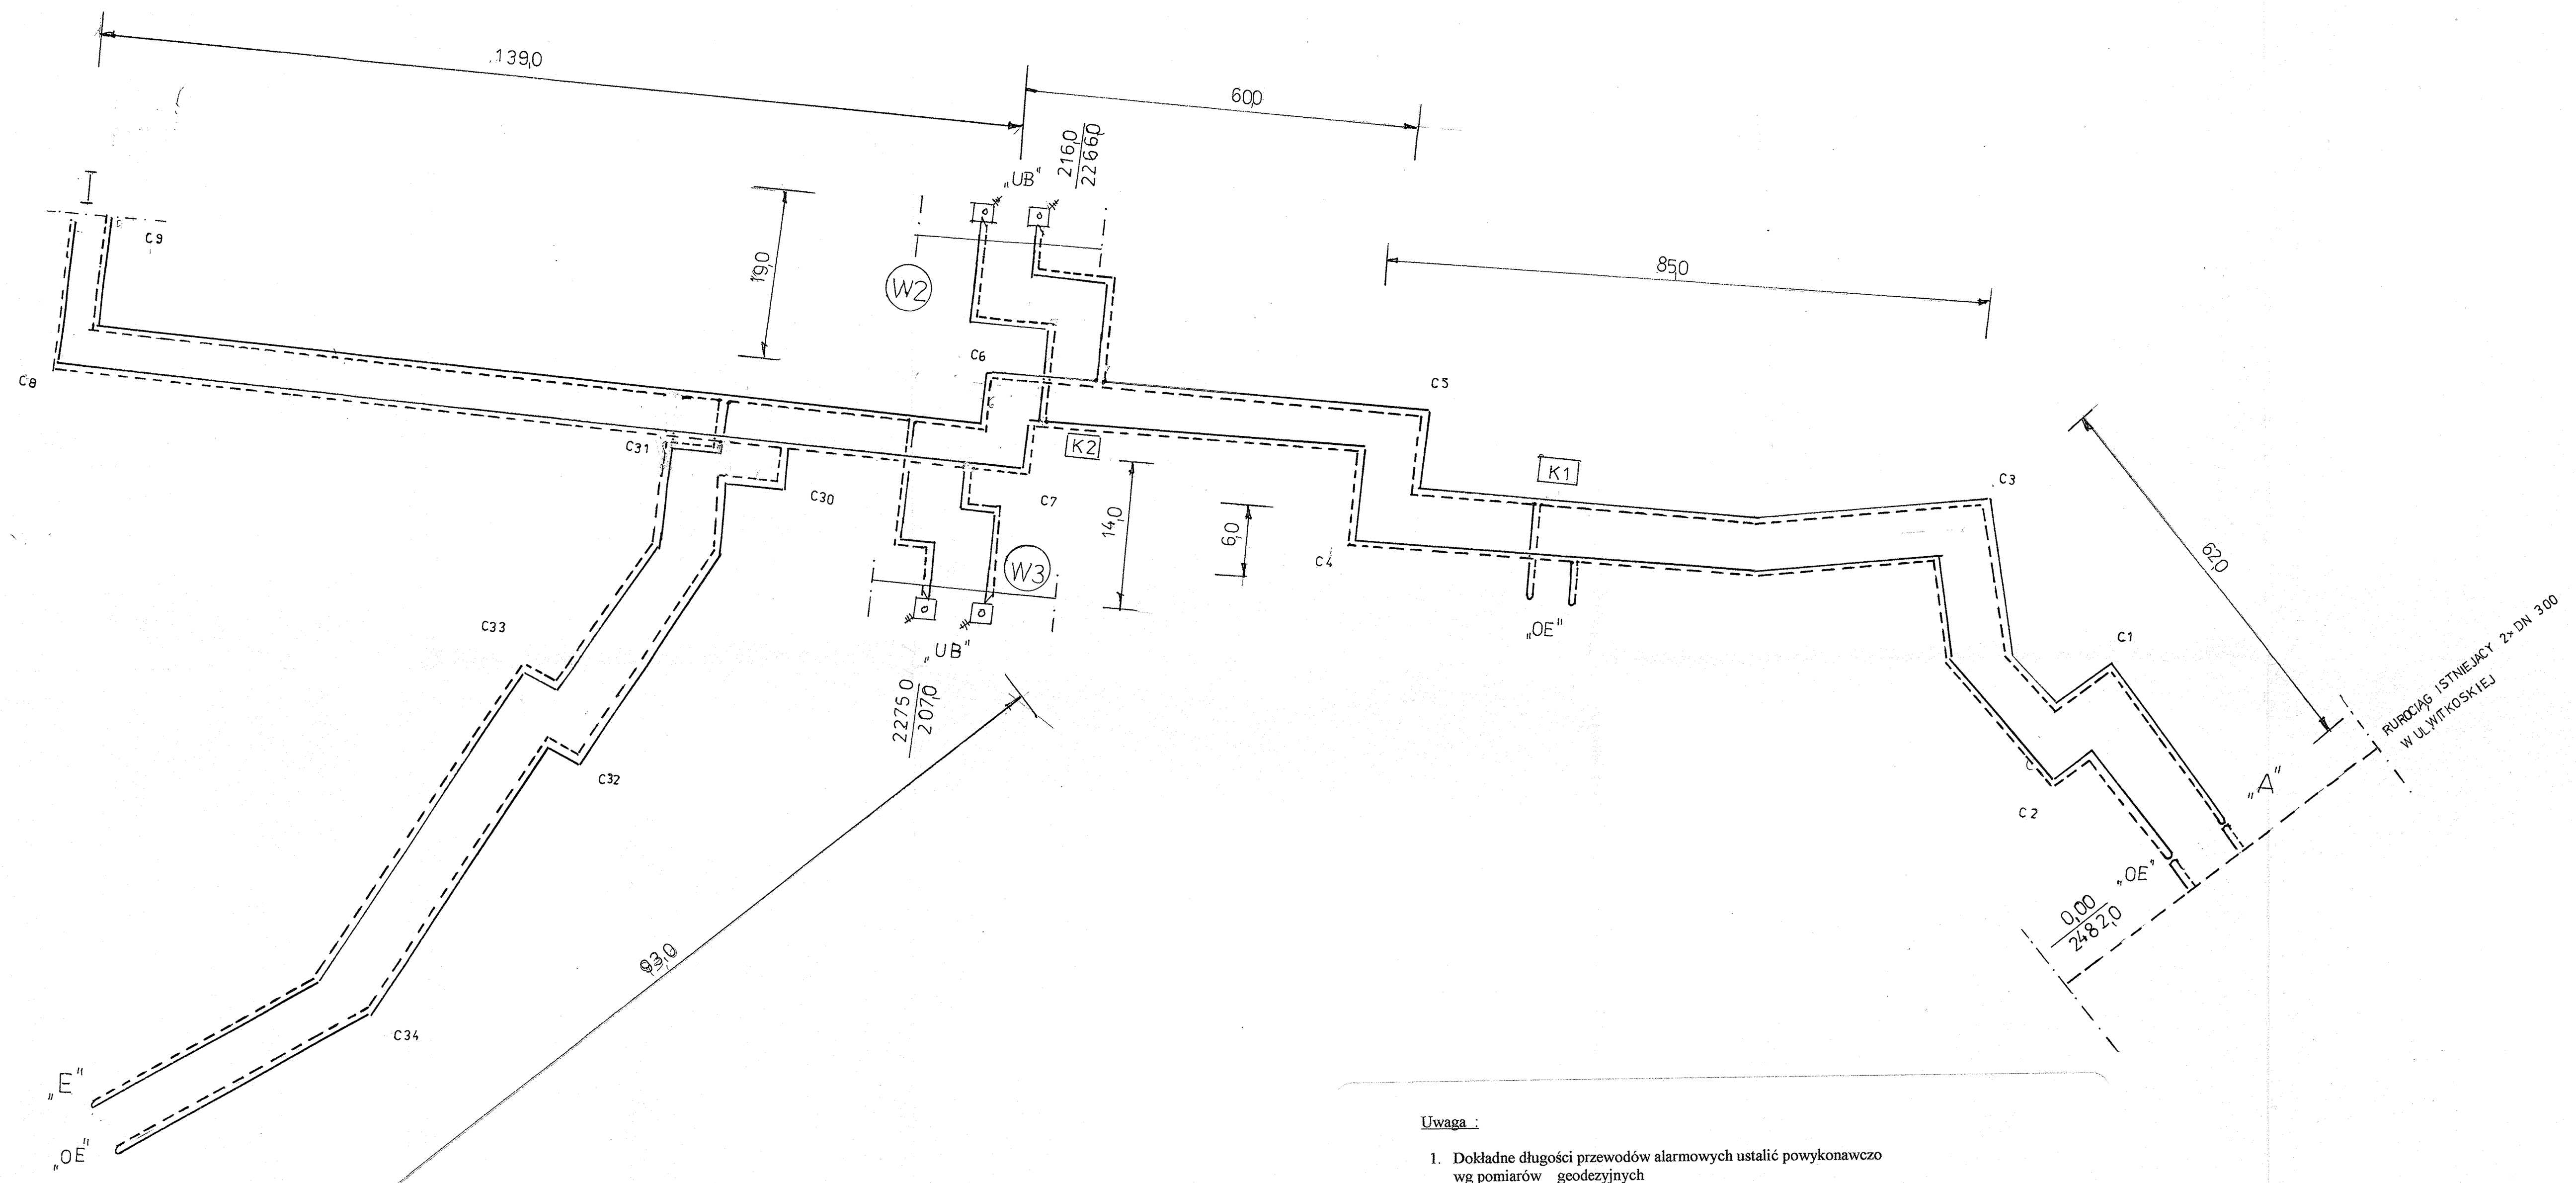 139,0
60,0
216,0
2266,0
„UB"
I
C9
19,0
W2
85,0
C6
C5
C8
C31
K2
C30
C7
14,0
6,0
K1
C3
C4
62,0
„OE"
W3
„UB"
C33
C1
RUROCIĄG ISTNIEJACY 2× DN 300
W UL.WITKOSKIEJ
2275 0
207,0
C32
C2
„A"
„OE"
0,00
2482,0
93,0
C34
„E"
„OE"
Uwaga :
1. Dokładne długości przewodów alarmowych ustalić powykonawczo
wg pomiarów geodezyjnych